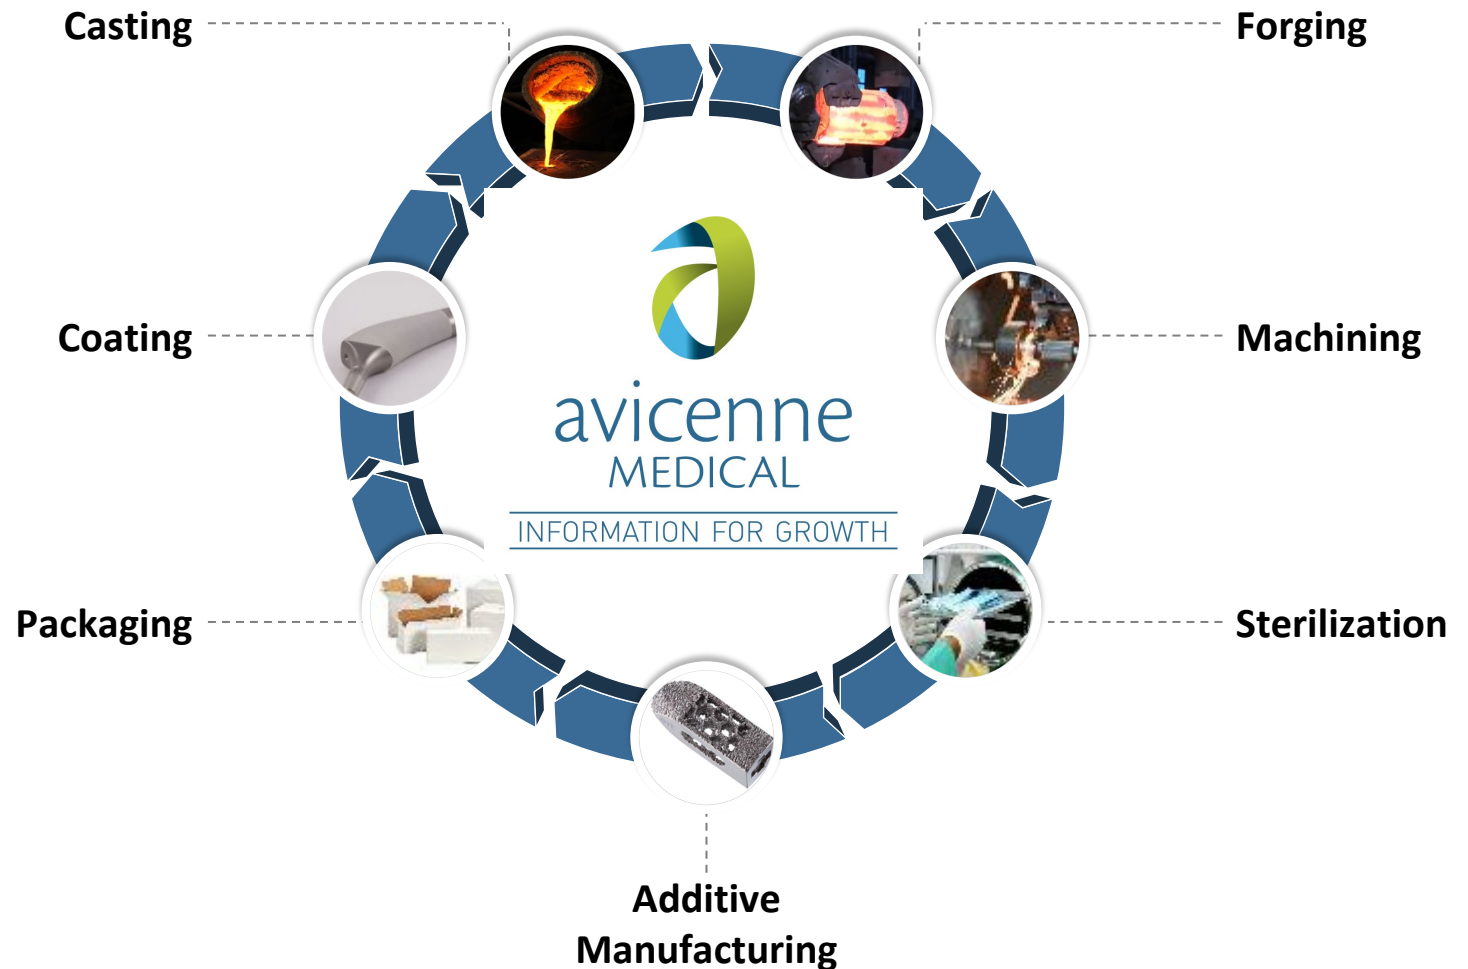 Casting
Forging
Coating
Machining
avicenne
MEDICAL
INFORMATION FOR GROWTH
Packaging
Sterilization
Additive
Manufacturing